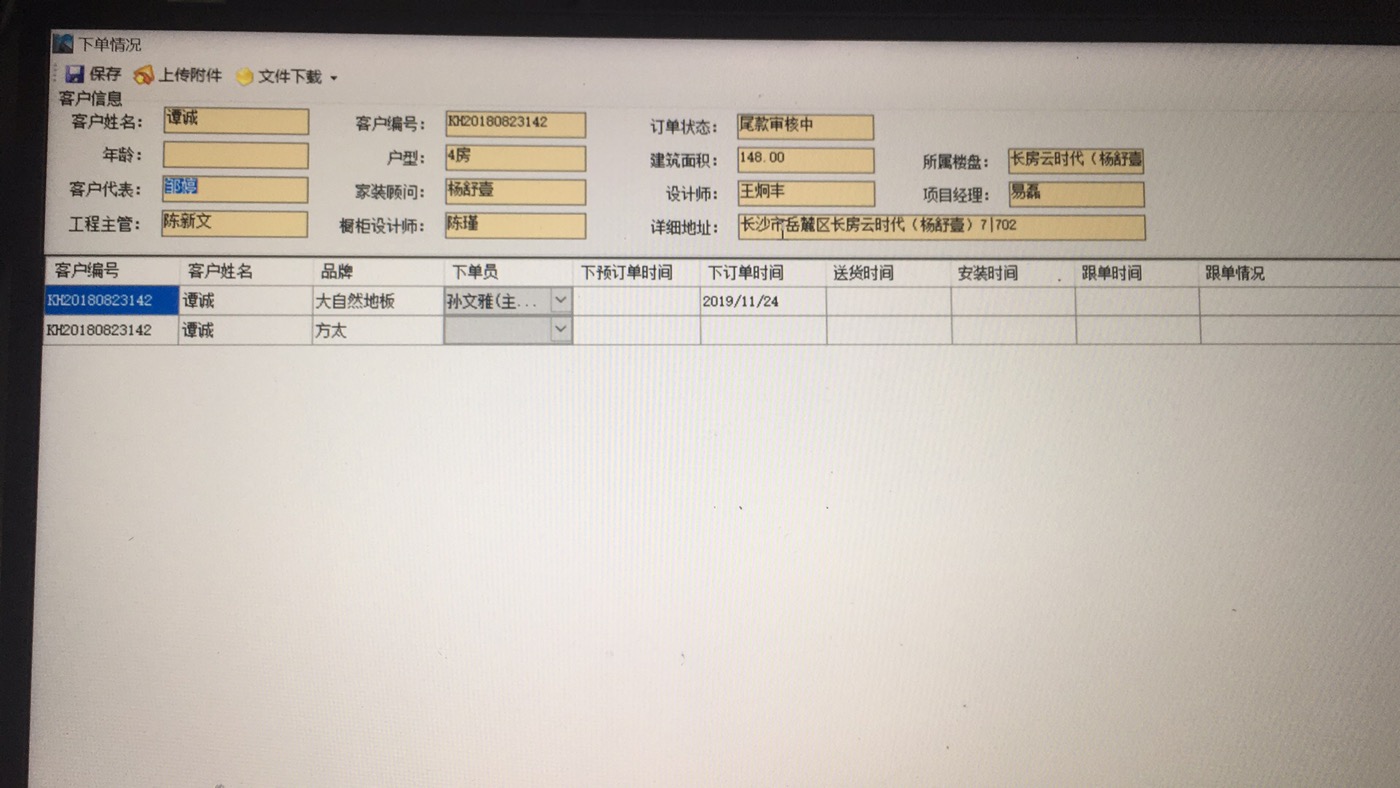 下单情况
保存 上传附件 文件下载
客户信息
客户姓名: 谭诚 客户编号: KH20180823142 订单状态: 尾款审核中
年龄: 户型: 4房 建筑面积: 148.00 所属楼盘: 长房云时代（杨舒壹
客户代表: 邹婷 家装顾问: 杨舒壹 设计师: 王炯丰 项目经理: 易磊
工程主管: 陈新文 橱柜设计师: 陈瑾 详细地址: 长沙市岳麓区长房云时代（杨舒壹）7|702
客户编号 客户姓名 品牌 下单员 下预订单时间 下订单时间 送货时间 安装时间 跟单时间 跟单情况
KH20180823142 谭诚 大自然地板 孙文雅(主... 2019/11/24
KH20180823142 谭诚 方太